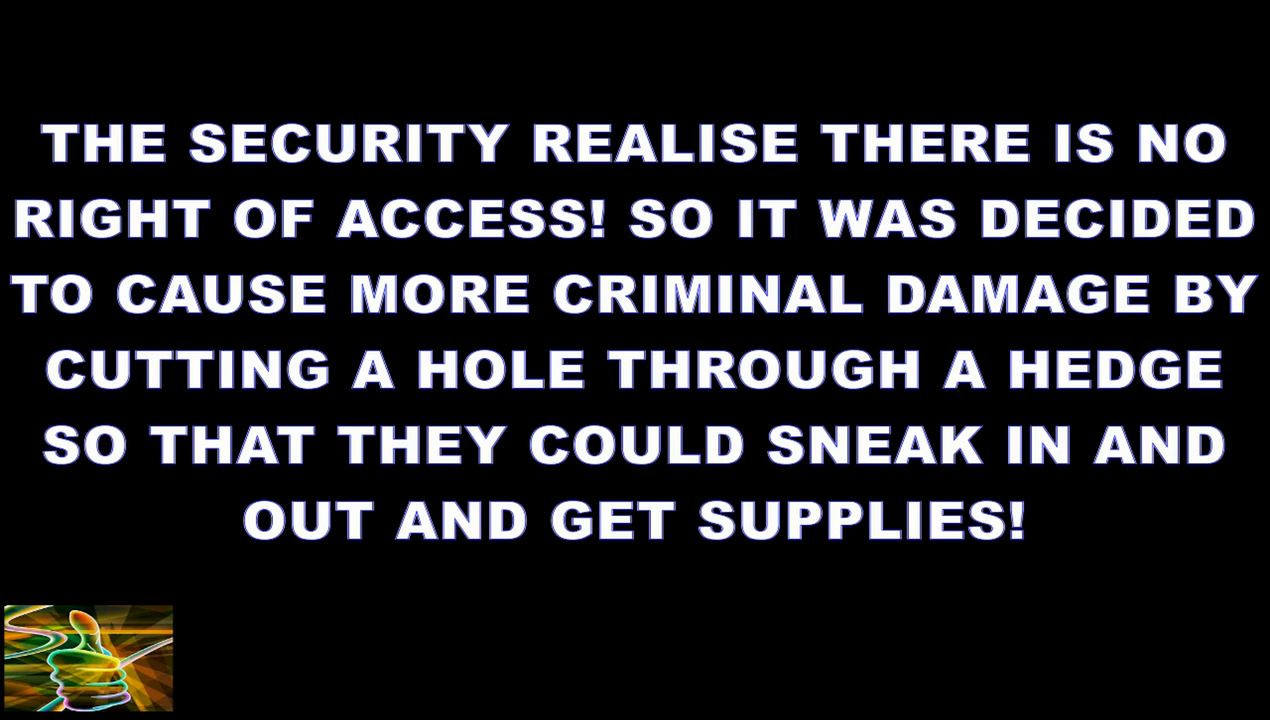 THE SECURITY REALISE THERE IS NO
RIGHT OF ACCESS! SO IT WAS DECIDED
TO CAUSE MORE CRIMINAL DAMAGE BY
CUTTING A HOLE THROUGH A HEDGE
SO THAT THEY COULD SNEAK IN AND
OUT AND GET SUPPLIES!